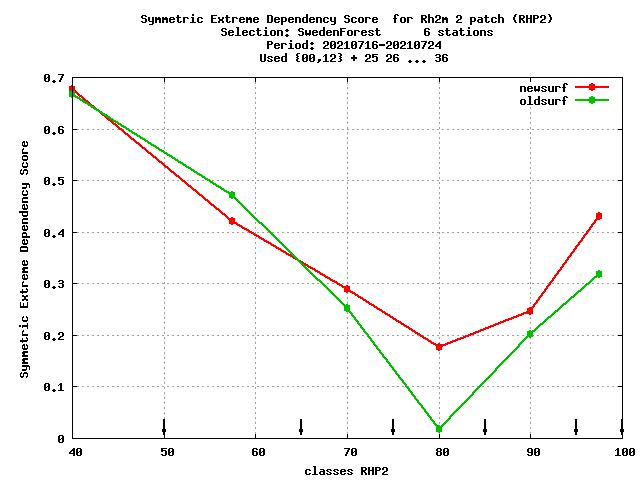 Symmetric Extreme Dependency Score  for Rh2m 2 patch (RHP2)
Selection: SwedenForest      6 stations
Period: 20210716-20210724
Used {00,12} + 25 26 ... 36
newsurf
oldsurf
Symmetric Extreme Dependency Score
0.7
0.6
0.5
0.4
0.3
0.2
0.1
0
40 50 60 70 80 90 100
classes RHP2